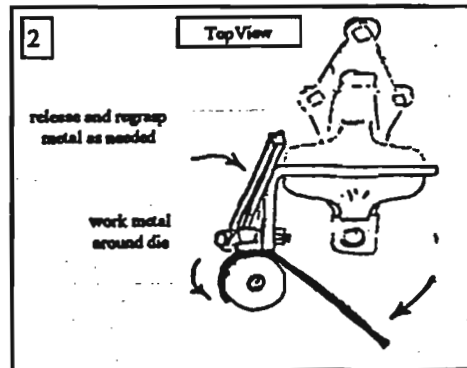 2
Top View
release and regrasp
metal as needed
work metal
around die